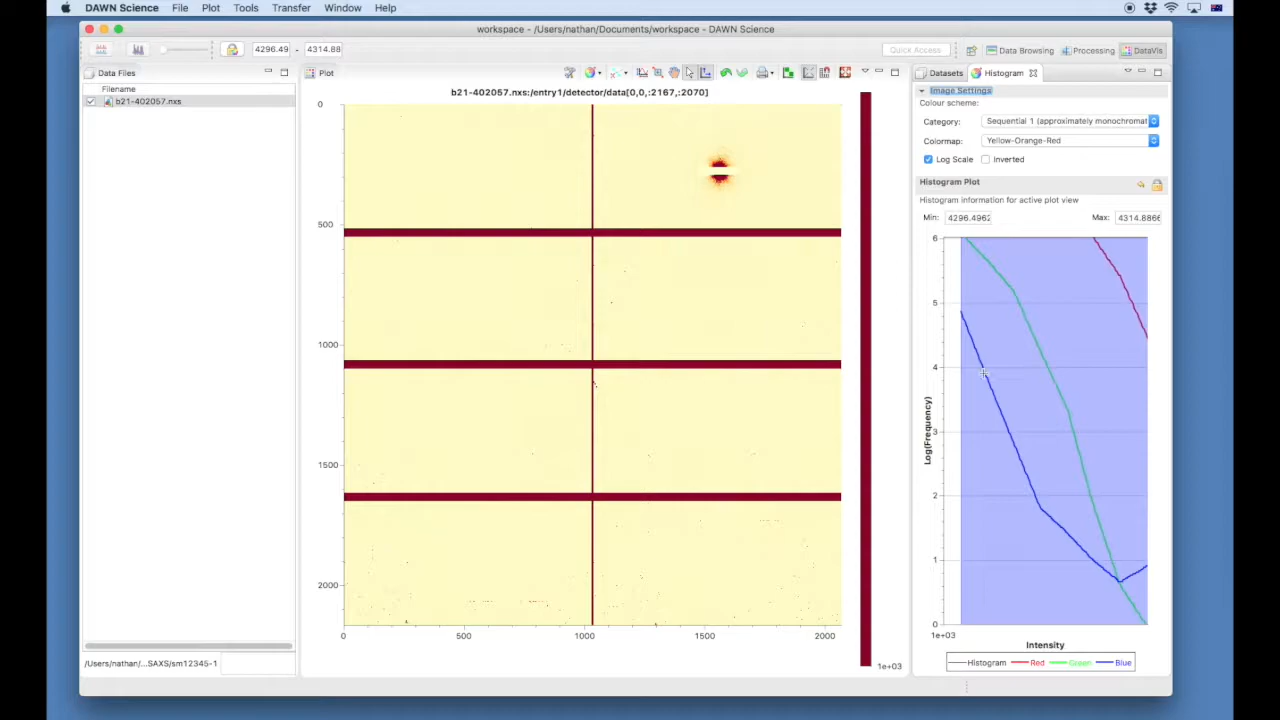 DAWN Science File Plot Tools Transfer Window Help
workspace - /Users/nathan/Documents/workspace - DAWN Science
4296.49 - 4314.88
Quick Access
Data Browsing Processing DataVis
Data Files
Filename
b21-402057.nxs
/Users/nathan/...SAXS/sm12345-1
Plot
b21-402057.nxs:/entry1/detector/data[0,0,:2167,:2070]
0
500
1000
1500
2000
0 500 1000 1500 2000
1e+03
Datasets Histogram
Image Settings
Colour scheme:
Category: Sequential 1 (approximately monochromat
Colormap: Yellow-Orange-Red
Log Scale Inverted
Histogram Plot
Histogram information for active plot view
Min: 4296.4962 Max: 4314.8866
6
5
4
3
2
1
0
Log(Frequency)
1e+03
Intensity
Histogram Red Green Blue